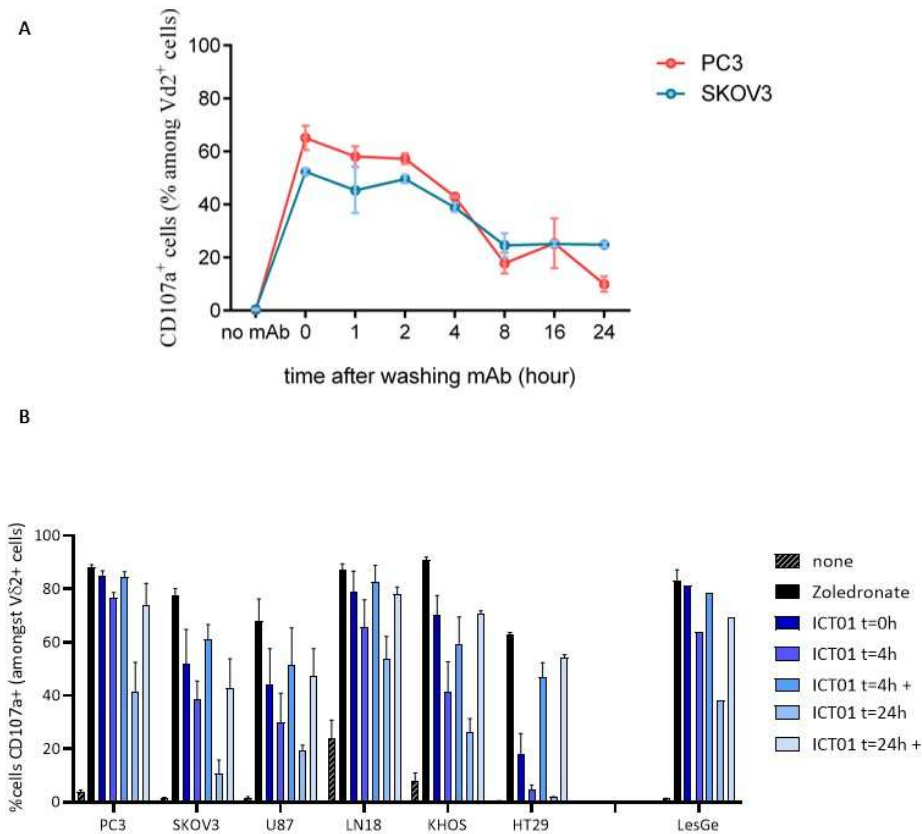 A
CD107a+ cells (% among Vd2+ cells)
100
80
60
40
20
0
no mAb 0 1 2 4 8 16 24
time after washing mAb (hour)
PC3
SKOV3
B
%cells CD107a+ (amongst Vδ2+ cells)
100
80
60
40
20
0
PC3 SKOV3 U87 LN18 KHOS HT29 LesGe
none
Zoledronate
ICT01 t=0h
ICT01 t=4h
ICT01 t=4h +
ICT01 t=24h
ICT01 t=24h +